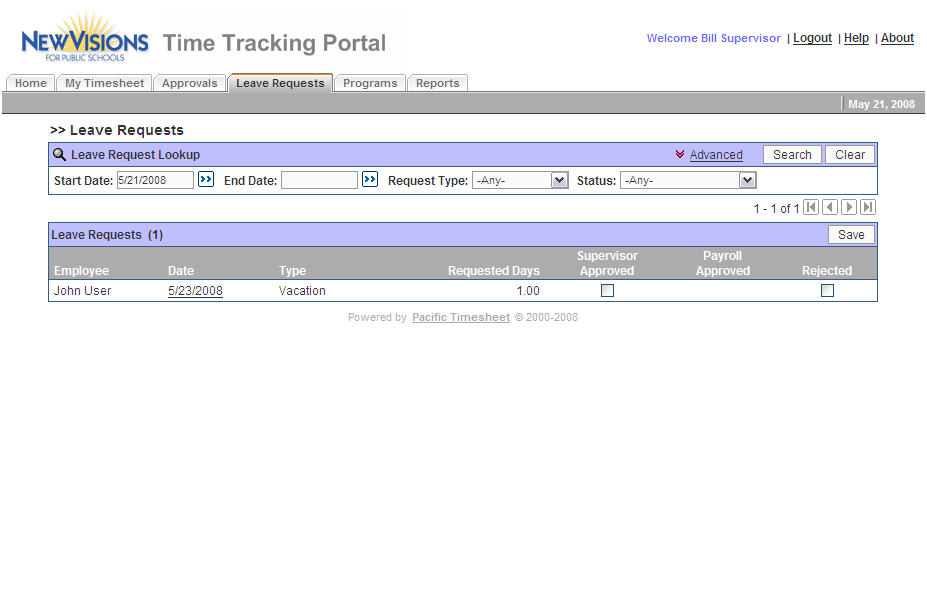 NEWVISIONS
FOR PUBLIC SCHOOLS
Time Tracking Portal
Welcome Bill Supervisor | Logout | Help | About
Home My Timesheet Approvals Leave Requests Programs Reports
May 21, 2008
>> Leave Requests
Leave Request Lookup Advanced Search Clear
Start Date: 5/21/2008 End Date: Request Type: -Any- Status: -Any-
1 - 1 of 1
Leave Requests (1) Save
Employee Date Type Requested Days Supervisor Approved Payroll Approved Rejected
John User 5/23/2008 Vacation 1.00
Powered by Pacific Timesheet © 2000-2008